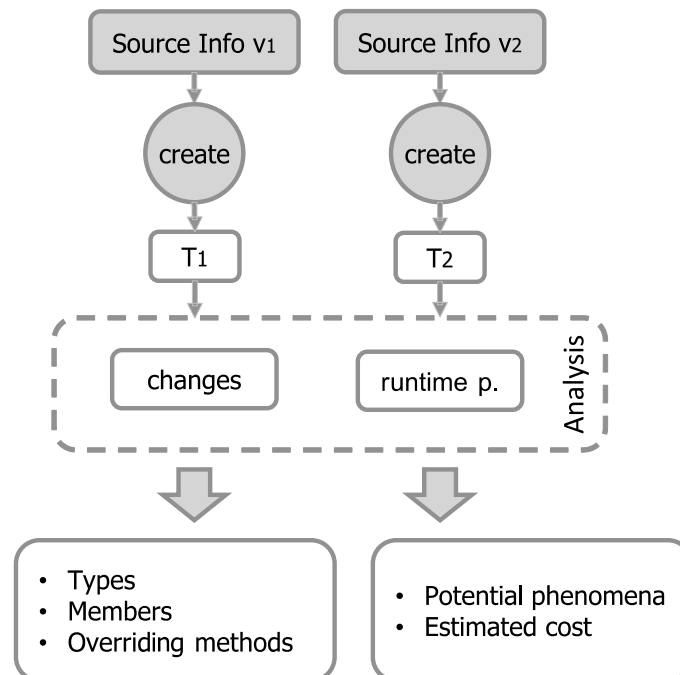 Source Info v1
Source Info v2
create
create
T1
T2
changes
runtime p.
Analysis
• Types
• Members
• Overriding methods
• Potential phenomena
• Estimated cost